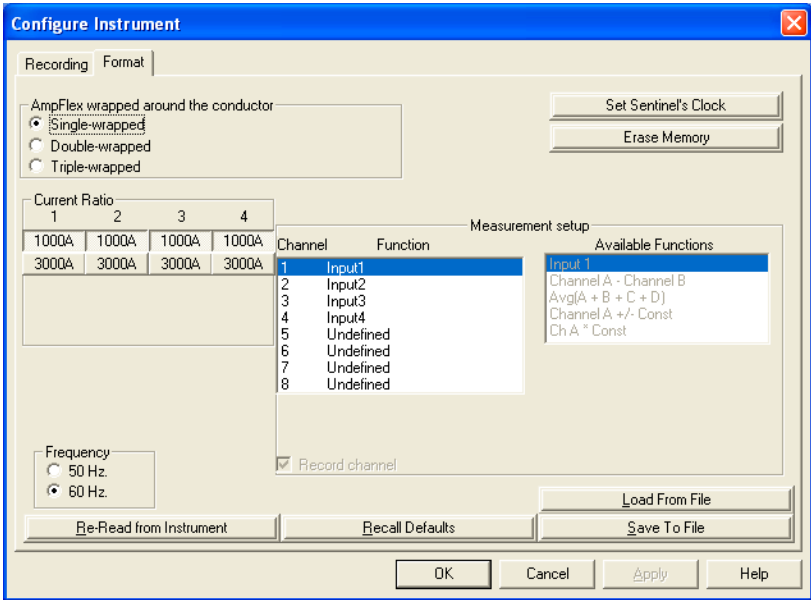 Configure Instrument
Recording Format
AmpFlex wrapped around the conductor
Single-wrapped
Double-wrapped
Triple-wrapped
Set Sentinel's Clock
Erase Memory
Current Ratio
1 2 3 4
1000A 1000A 1000A 1000A
3000A 3000A 3000A 3000A
Measurement setup
Channel Function
1 Input1
2 Input2
3 Input3
4 Input4
5 Undefined
6 Undefined
7 Undefined
8 Undefined
Available Functions
Input 1
Channel A - Channel B
Avg(A + B + C + D)
Channel A +/- Const
Ch A * Const
Record channel
Frequency
50 Hz.
60 Hz.
Load From File
Re-Read from Instrument Recall Defaults Save To File
OK Cancel Apply Help